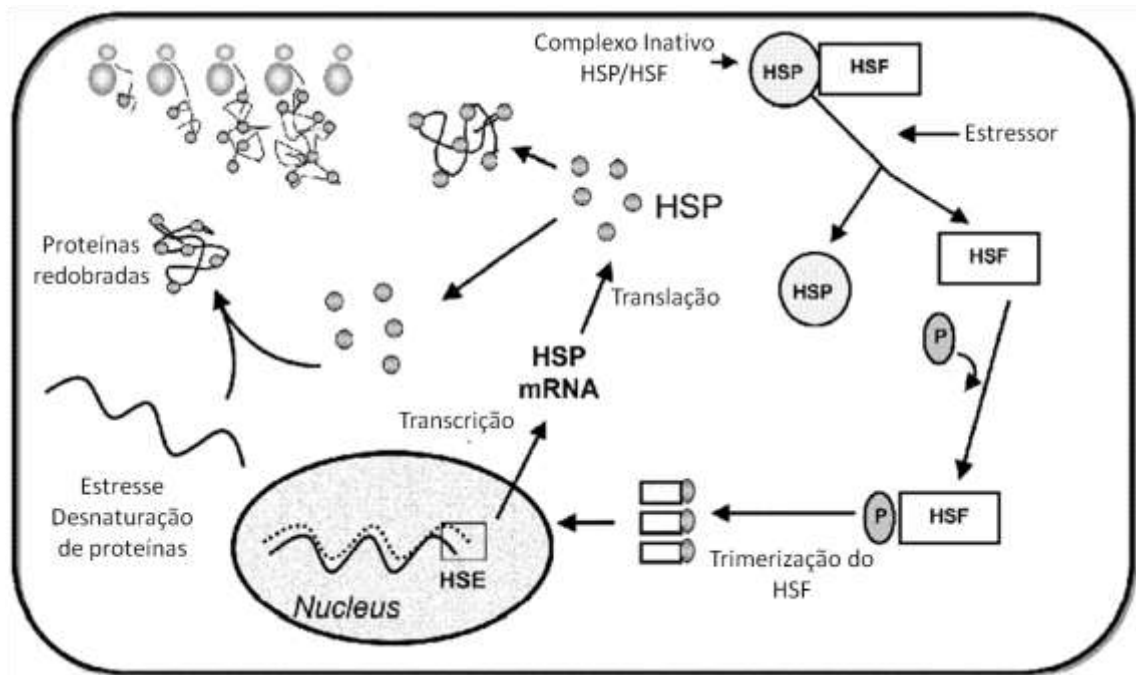 Complexo Inativo
HSP/HSF
HSP
HSF
Estressor
HSP
Proteínas
redobradas
HSF
HSP
Translação
P
HSP
mRNA
Transcrição
Estresse
Desnaturação
de proteínas
P
HSF
Trimerização do
HSF
HSE
Nucleus